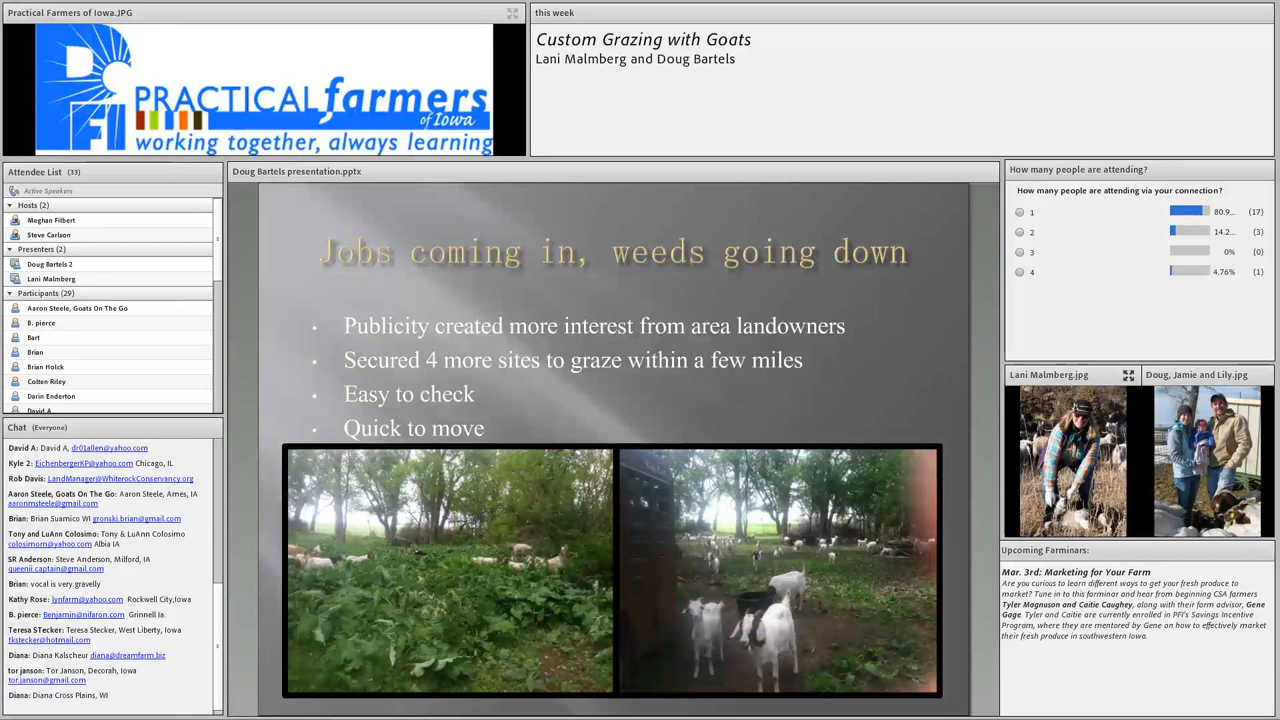 Practical Farmers of Iowa.JPG
PRACTICAL farmers
of Iowa
working together, always learning
this week
Custom Grazing with Goats
Lani Malmberg and Doug Bartels
Attendee List (33)
Active Speakers
Hosts (2)
Meghan Filbert
Steve Carlson
Presenters (2)
Doug Bartels 2
Lani Malmberg
Participants (29)
Aaron Steele, Goats On The Go
B. pierce
Bart
Brian
Brian Holck
Colten Riley
Darin Enderton
David A
Chat (Everyone)
David A: David A, dr01allen@yahoo.com
Kyle 2: EichenbergerKP@yahoo.com Chicago, IL
Rob Davis: LandManager@WhiterockConservancy.org
Aaron Steele, Goats On The Go: Aaron Steele, Ames, IA
aaronmsteele@gmail.com
Brian: Brian Suamico WI gronski.brian@gmail.com
Tony and LuAnn Colosimo: Tony & LuAnn Colosimo
colosimorn@yahoo.com Albia IA
SR Anderson: Steve Anderson, Milford, IA
queenii.captain@gmail.com
Brian: vocal is very gravelly
Kathy Rose: lynfarm@yahoo.com Rockwell City,Iowa
B. pierce: Benjamin@nifaron.com Grinnell Ia.
Teresa STecker: Teresa Stecker, West Liberty, Iowa
tkstecker@hotmail.com
Diana: Diana Kalscheur diana@dreamfarm.biz
tor janson: Tor Janson, Decorah, Iowa
tor.janson@gmail.com
Diana: Diana Cross Plains, WI
Doug Bartels presentation.pptx
Jobs coming in, weeds going down
• Publicity created more interest from area landowners
• Secured 4 more sites to graze within a few miles
• Easy to check
• Quick to move
How many people are attending?
How many people are attending via your connection?
1 80.9... (17)
2 14.2... (3)
3 0% (0)
4 4.76% (1)
Lani Malmberg.jpg
Doug, Jamie and Lily.jpg
Upcoming Farminars:
Mar. 3rd: Marketing for Your Farm
Are you curious to learn different ways to get your fresh produce to
market? Tune in to this farminar and hear from beginning CSA farmers
Tyler Magnuson and Caitie Caughey, along with their farm advisor, Gene
Gage. Tyler and Caitie are currently enrolled in PFI's Savings Incentive
Program, where they are mentored by Gene on how to effectively market
their fresh produce in southwestern Iowa.